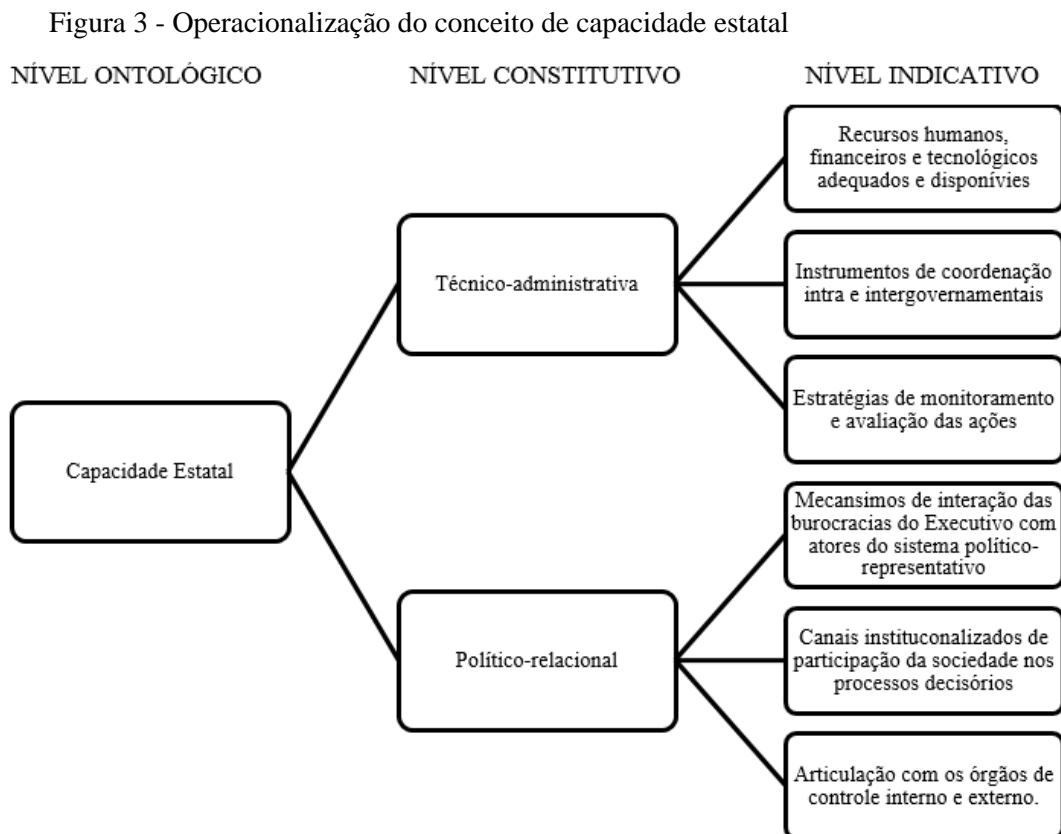 Figura 3 - Operacionalização do conceito de capacidade estatal
NÍVEL ONTOLÓGICO
NÍVEL CONSTITUTIVO
NÍVEL INDICATIVO
Capacidade Estatal
Técnico-administrativa
Recursos humanos,
financeiros e tecnológicos
adequados e disponívies
Instrumentos de coordenação
intra e intergovernamentais
Estratégias de monitoramento
e avaliação das ações
Político-relacional
Mecansimos de interação das
burocracias do Executivo com
atores do sistema político-
representativo
Canais instituconalizados de
participação da sociedade nos
processos decisórios
Articulação com os órgãos de
controle interno e externo.